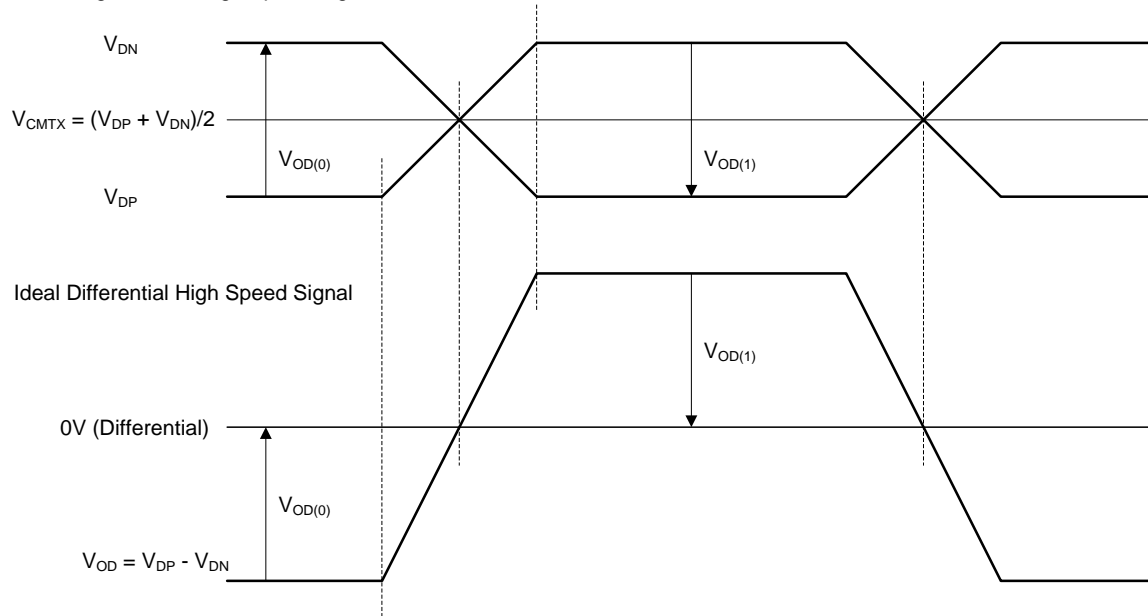 V_DN
V_CMTX = (V_DP + V_DN)/2
V_OD(0)
V_OD(1)
V_DP
Ideal Differential High Speed Signal
V_OD(1)
0V (Differential)
V_OD(0)
V_OD = V_DP - V_DN